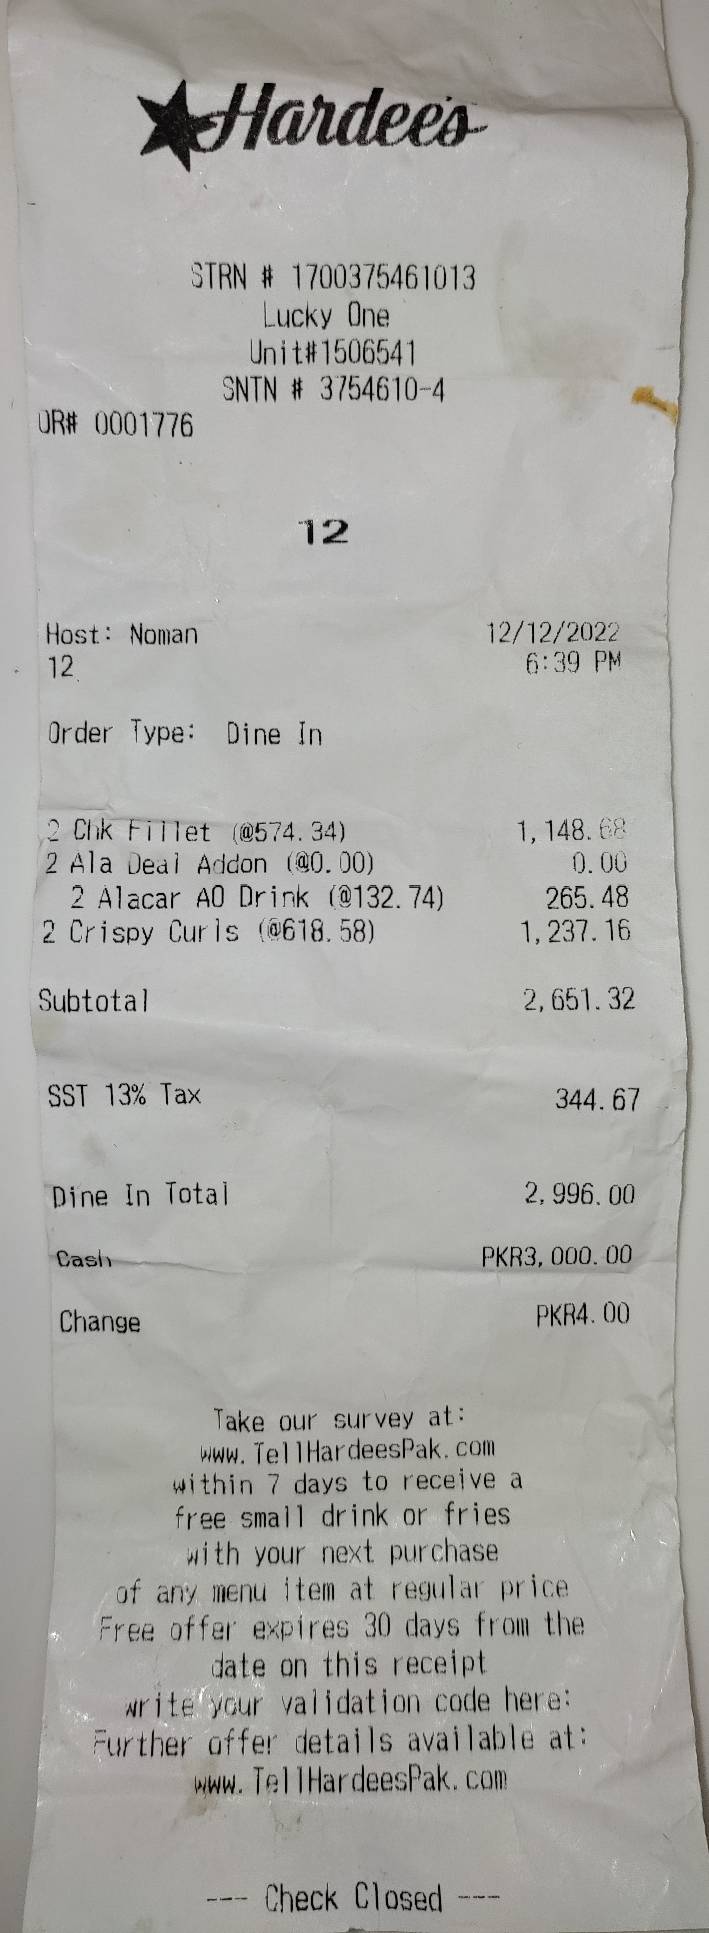 Hardee's
STRN # 1700375461013
Lucky One
Unit#1506541
SNTN # 3754610-4
OR# 0001776
12
Host: Noman 12/12/2022
12 6:39 PM
Order Type: Dine In
2 Chk Fillet (@574.34) 1,148.68
2 Ala Deal Addon (@0.00) 0.00
2 Alacar AO Drink (@132.74) 265.48
2 Crispy Curls (@618.58) 1,237.16
Subtotal 2,651.32
SST 13% Tax 344.67
Dine In Total 2,996.00
Cash PKR3,000.00
Change PKR4.00
Take our survey at:
www.TellHardeesPak.com
within 7 days to receive a
free small drink or fries
with your next purchase
of any menu item at regular price
Free offer expires 30 days from the
date on this receipt
write your validation code here:
Further offer details available at:
www.TellHardeesPak.com
--- Check Closed ---